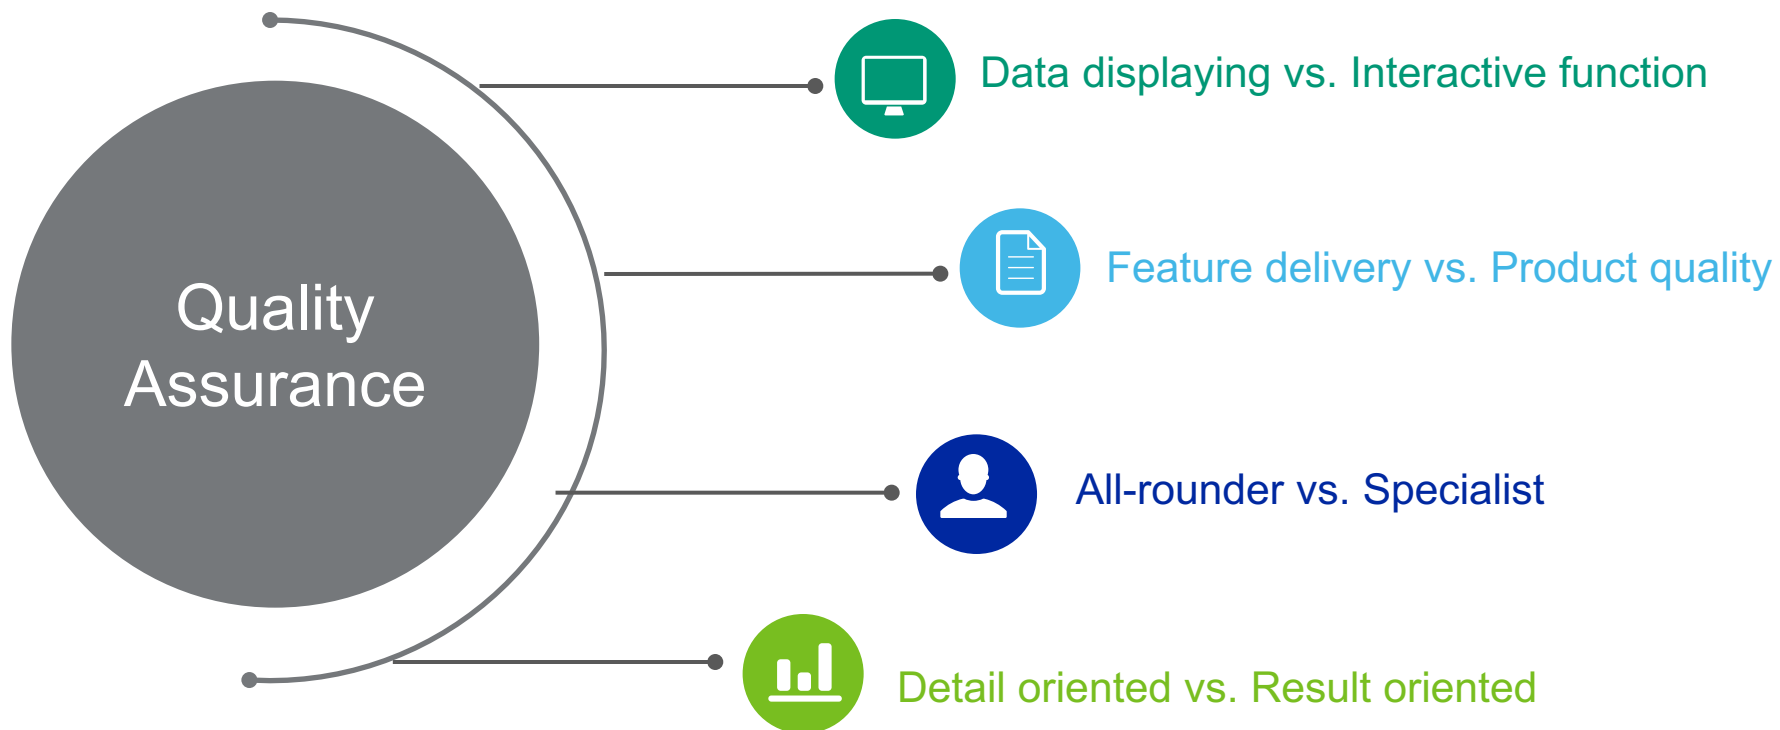 Quality
Assurance
Data displaying vs. Interactive function
Feature delivery vs. Product quality
All-rounder vs. Specialist
Detail oriented vs. Result oriented